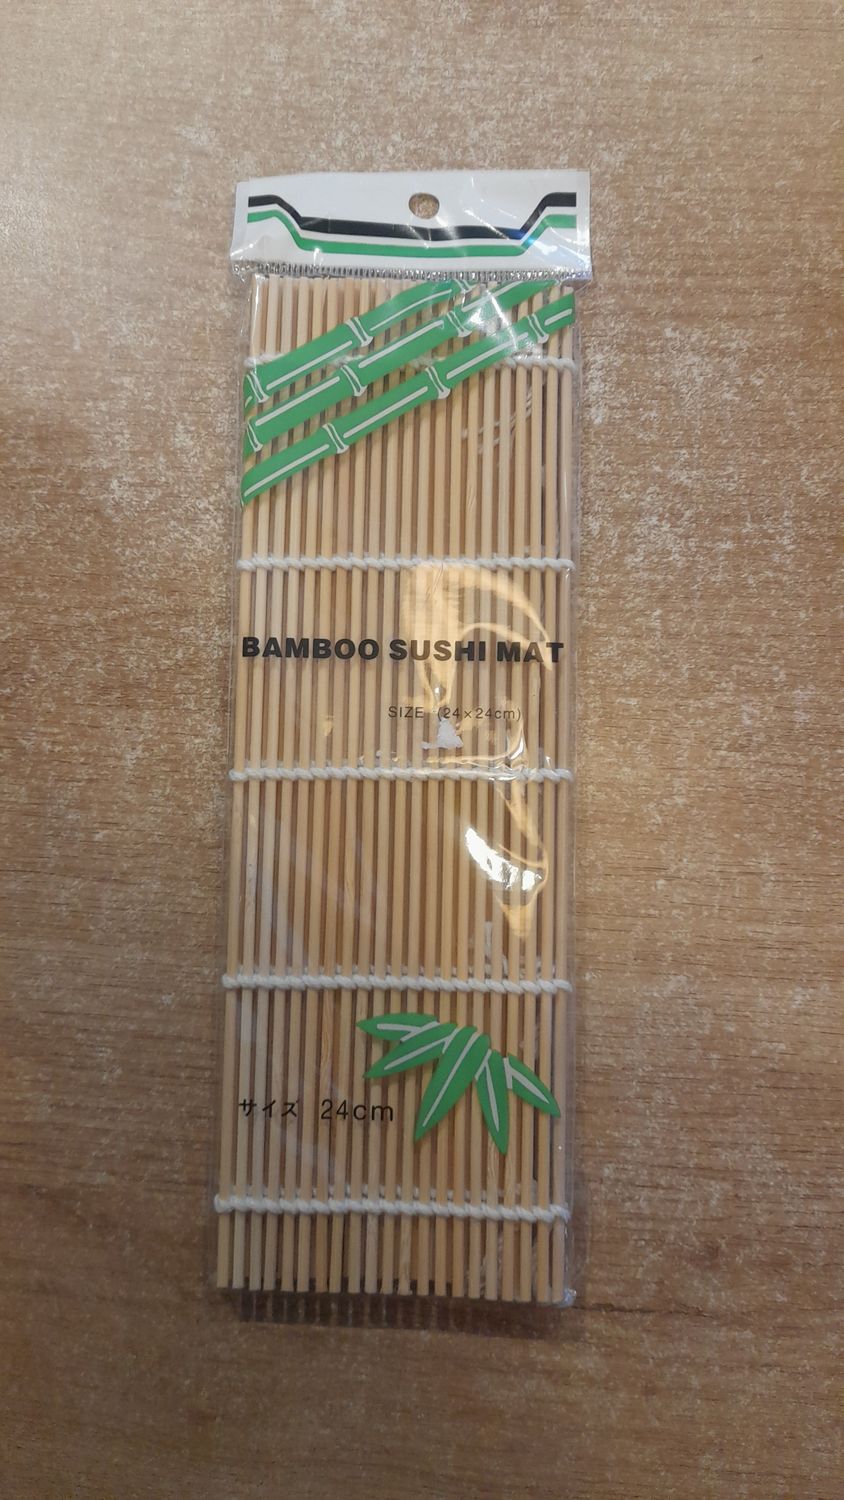 BAMBOO SUSHI MAT
SIZE (24×24cm)
サイズ 24cm